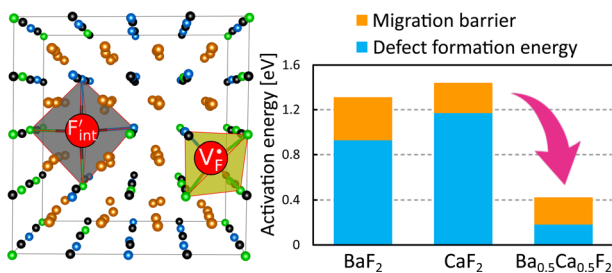 F′int
V•F
Migration barrier
Defect formation energy
Activation energy [eV]
1.6
1.2
0.8
0.4
0
BaF2
CaF2
Ba0.5Ca0.5F2